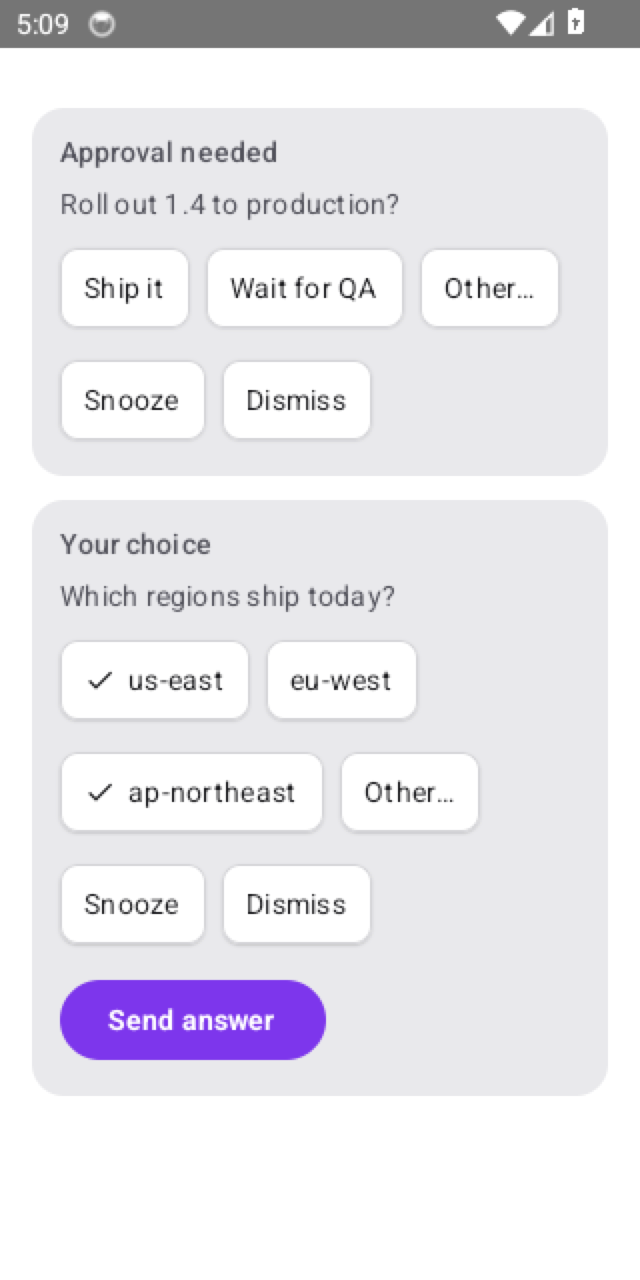 5:09
Approval needed
Roll out 1.4 to production?
Ship it Wait for QA Other...
Snooze Dismiss
Your choice
Which regions ship today?
✓ us-east eu-west
✓ ap-northeast Other...
Snooze Dismiss
Send answer